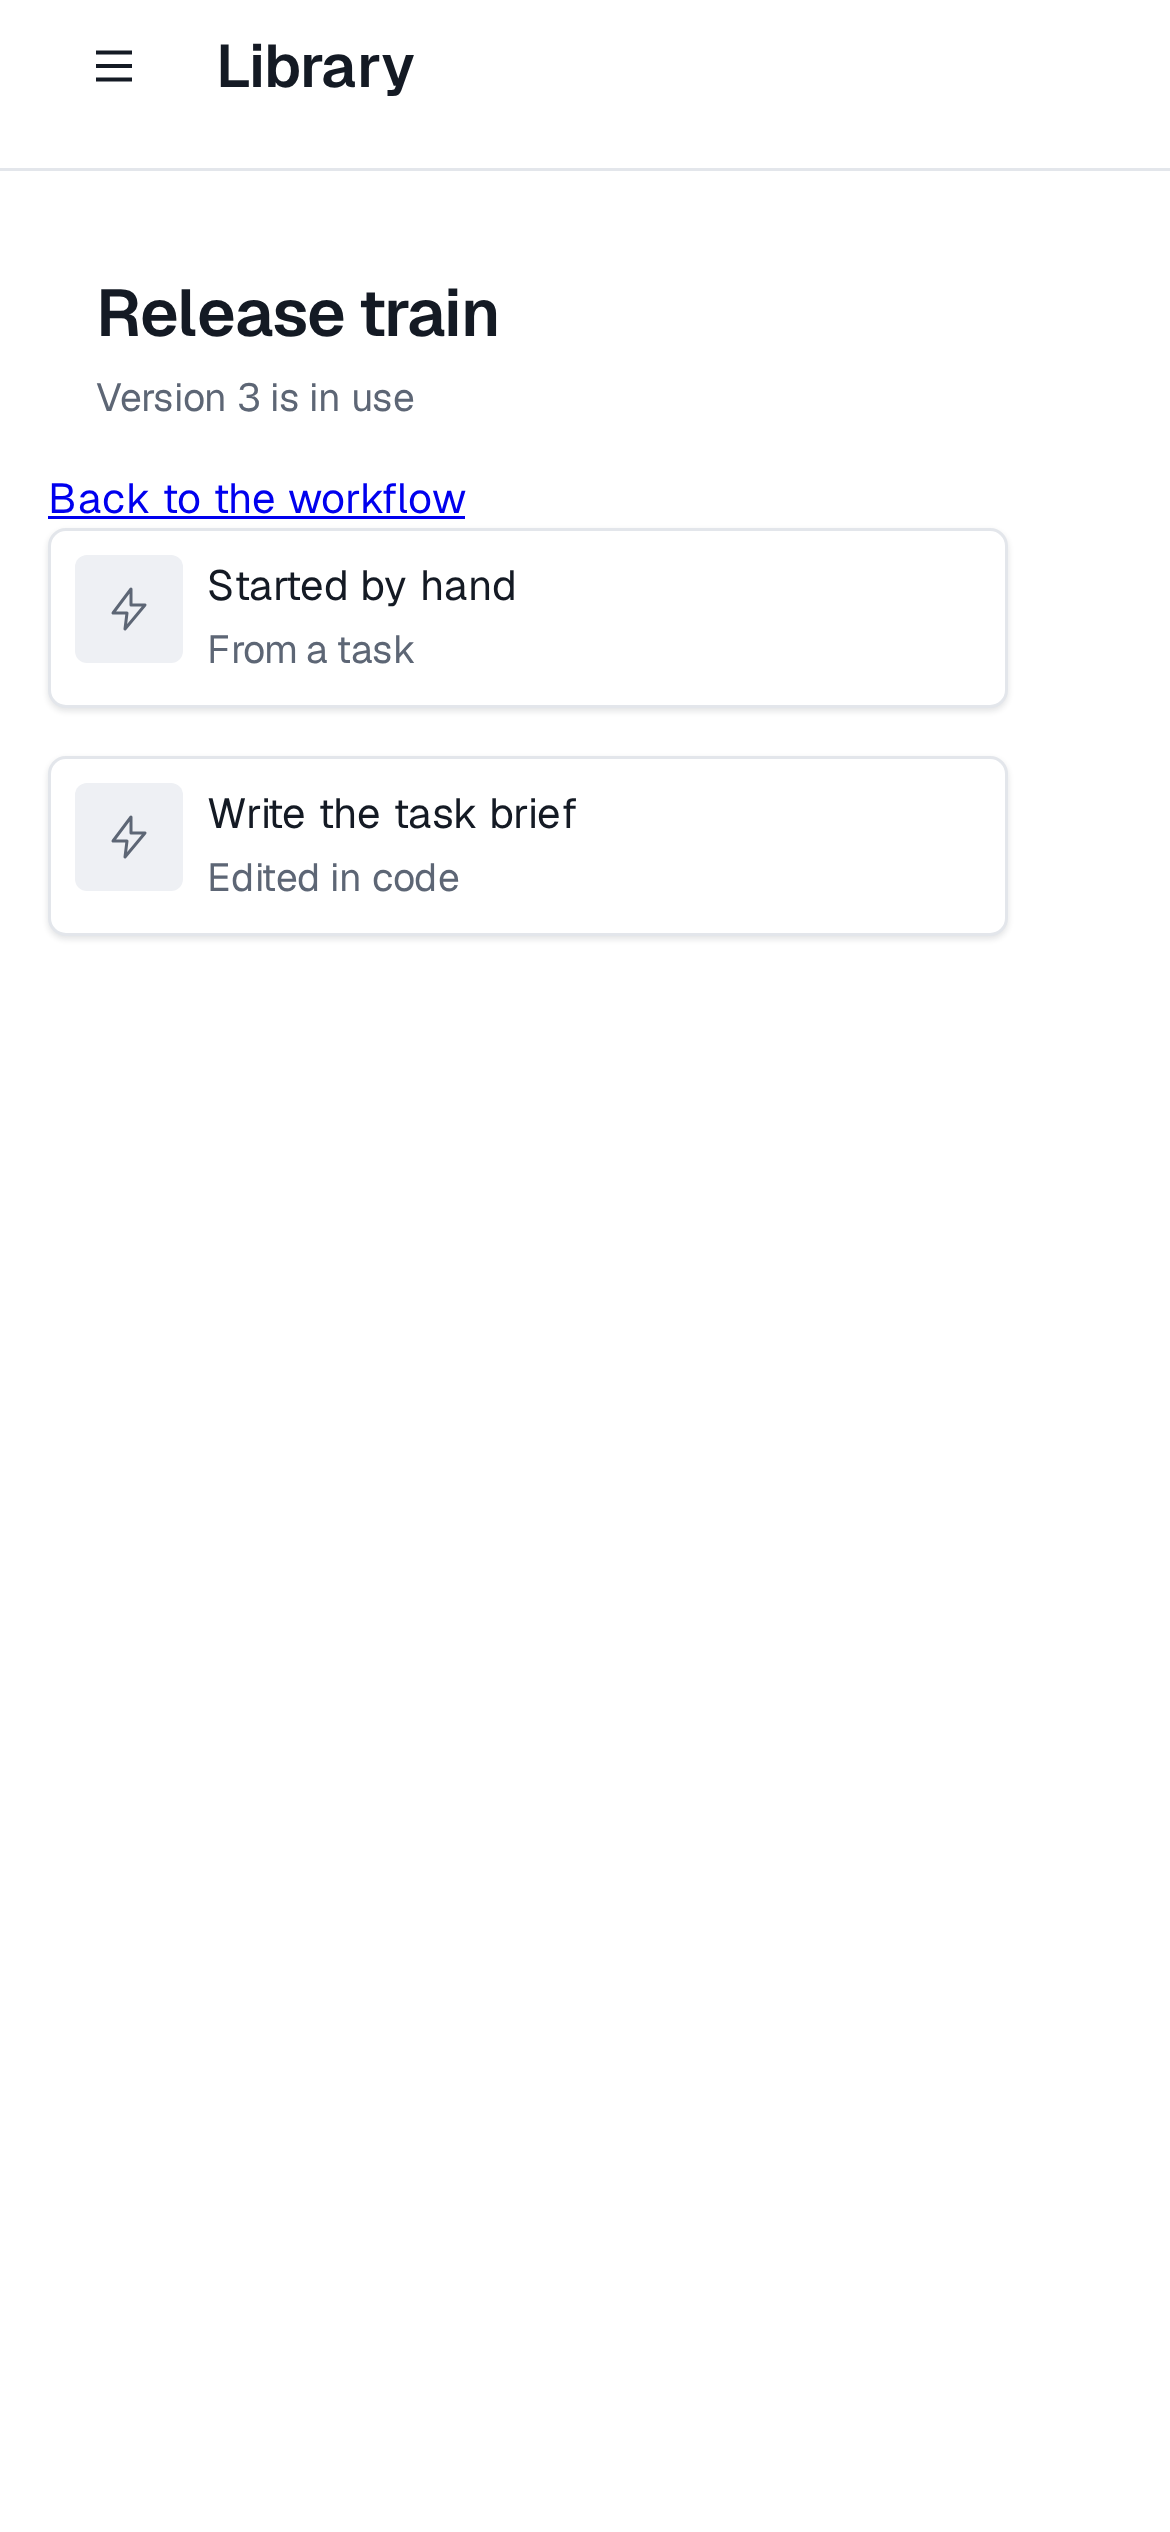 Library
Release train
Version 3 is in use
Back to the workflow
Started by hand
From a task
Write the task brief
Edited in code